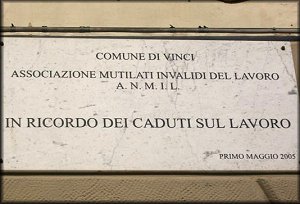 COMUNE DI VINCI
ASSOCIAZIONE MUTILATI INVALIDI DEL LAVORO
A. N. M. I. L.
IN RICORDO DEI CADUTI SUL LAVORO
PRIMO MAGGIO 2005